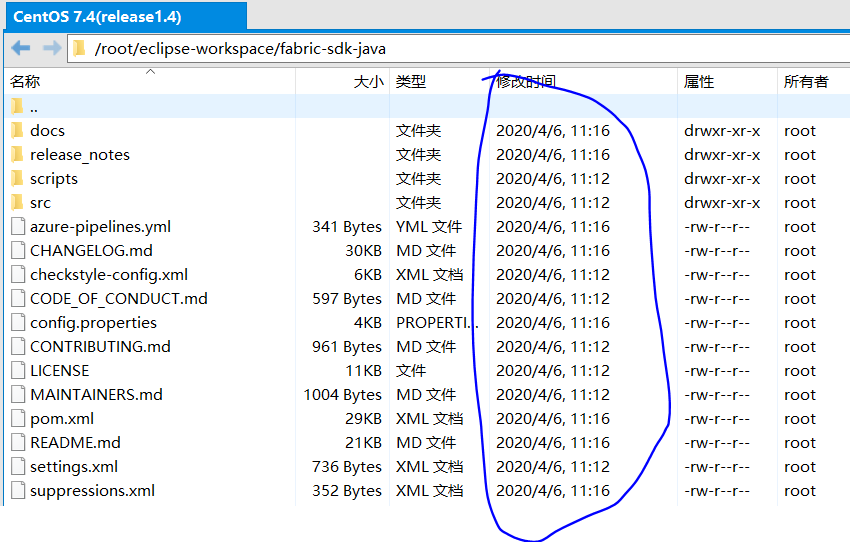 CentOS 7.4(release1.4)
/root/eclipse-workspace/fabric-sdk-java
名称 大小 类型 修改时间 属性 所有者
..
docs 文件夹 2020/4/6, 11:16 drwxr-xr-x root
release_notes 文件夹 2020/4/6, 11:16 drwxr-xr-x root
scripts 文件夹 2020/4/6, 11:12 drwxr-xr-x root
src 文件夹 2020/4/6, 11:12 drwxr-xr-x root
azure-pipelines.yml 341 Bytes YML 文件 2020/4/6, 11:16 -rw-r--r-- root
CHANGELOG.md 30KB MD 文件 2020/4/6, 11:16 -rw-r--r-- root
checkstyle-config.xml 6KB XML 文档 2020/4/6, 11:12 -rw-r--r-- root
CODE_OF_CONDUCT.md 597 Bytes MD 文件 2020/4/6, 11:12 -rw-r--r-- root
config.properties 4KB PROPERTI... 2020/4/6, 11:16 -rw-r--r-- root
CONTRIBUTING.md 961 Bytes MD 文件 2020/4/6, 11:12 -rw-r--r-- root
LICENSE 11KB 文件 2020/4/6, 11:12 -rw-r--r-- root
MAINTAINERS.md 1004 Bytes MD 文件 2020/4/6, 11:12 -rw-r--r-- root
pom.xml 29KB XML 文档 2020/4/6, 11:16 -rw-r--r-- root
README.md 21KB MD 文件 2020/4/6, 11:16 -rw-r--r-- root
settings.xml 736 Bytes XML 文档 2020/4/6, 11:12 -rw-r--r-- root
suppressions.xml 352 Bytes XML 文档 2020/4/6, 11:16 -rw-r--r-- root